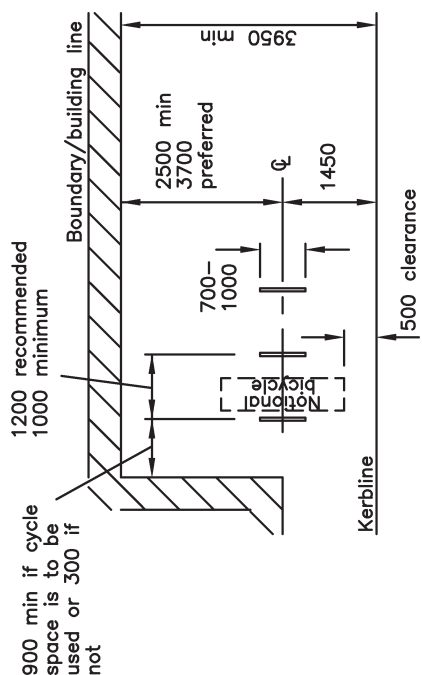 900 min if cycle
space is to be
used or 300 if
not
1200 recommended
1000 minimum
Boundary/building line
3950 min
2500 min
3700
preferred
700–
1000
℄
1450
Notional
bicycle
500 clearance
Kerbline